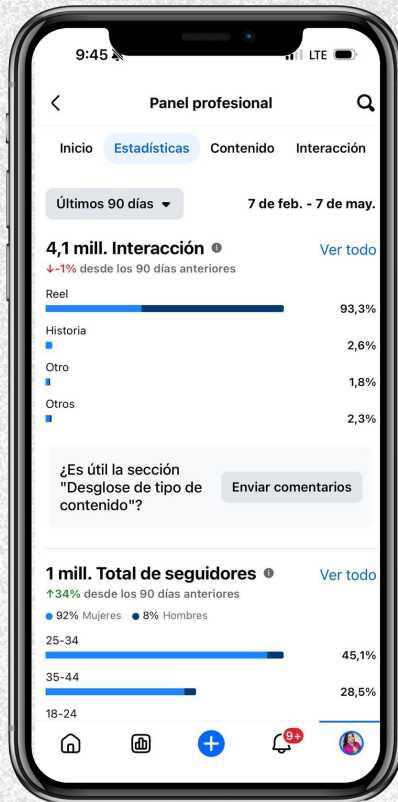 9:45
LTE
Panel profesional
Inicio Estadísticas Contenido Interacción
Últimos 90 días 7 de feb. - 7 de may.
4,1 mill. Interacción Ver todo
↓-1% desde los 90 días anteriores
Reel
93,3%
Historia
2,6%
Otro
1,8%
Otros
2,3%
¿Es útil la sección
"Desglose de tipo de
contenido"?
Enviar comentarios
1 mill. Total de seguidores Ver todo
↑34% desde los 90 días anteriores
92% Mujeres 8% Hombres
25-34
45,1%
35-44
28,5%
18-24
9+